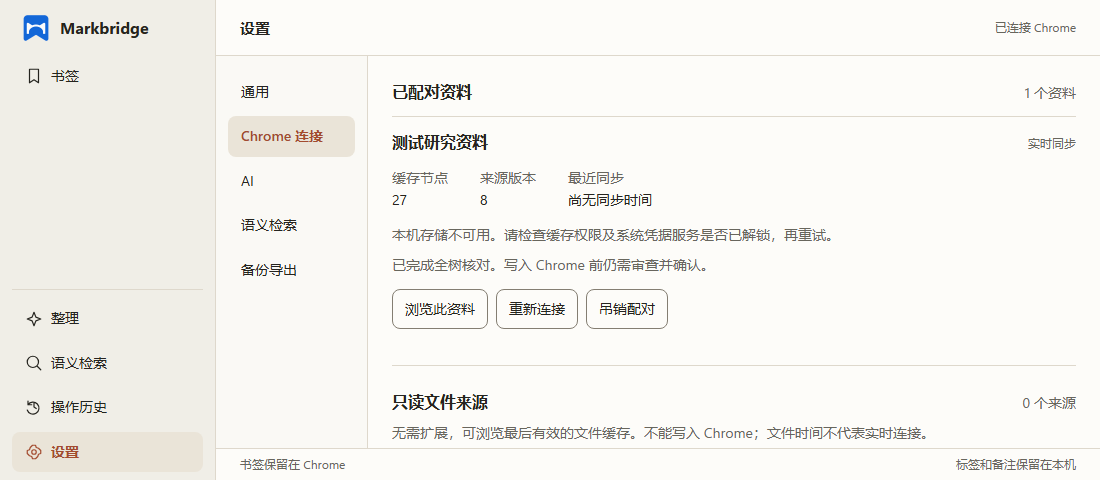 Markbridge
书签
整理
语义检索
操作历史
设置
设置
已连接 Chrome
通用
Chrome 连接
AI
语义检索
备份导出
已配对资料
1 个资料
测试研究资料
实时同步
缓存节点 来源版本 最近同步
27 8 尚无同步时间
本机存储不可用。请检查缓存权限及系统凭据服务是否已解锁，再重试。
已完成全树核对。写入 Chrome 前仍需审查并确认。
浏览此资料 重新连接 吊销配对
只读文件来源
0 个来源
无需扩展，可浏览最后有效的文件缓存。不能写入 Chrome；文件时间不代表实时连接。
书签保留在 Chrome
标签和备注保留在本机